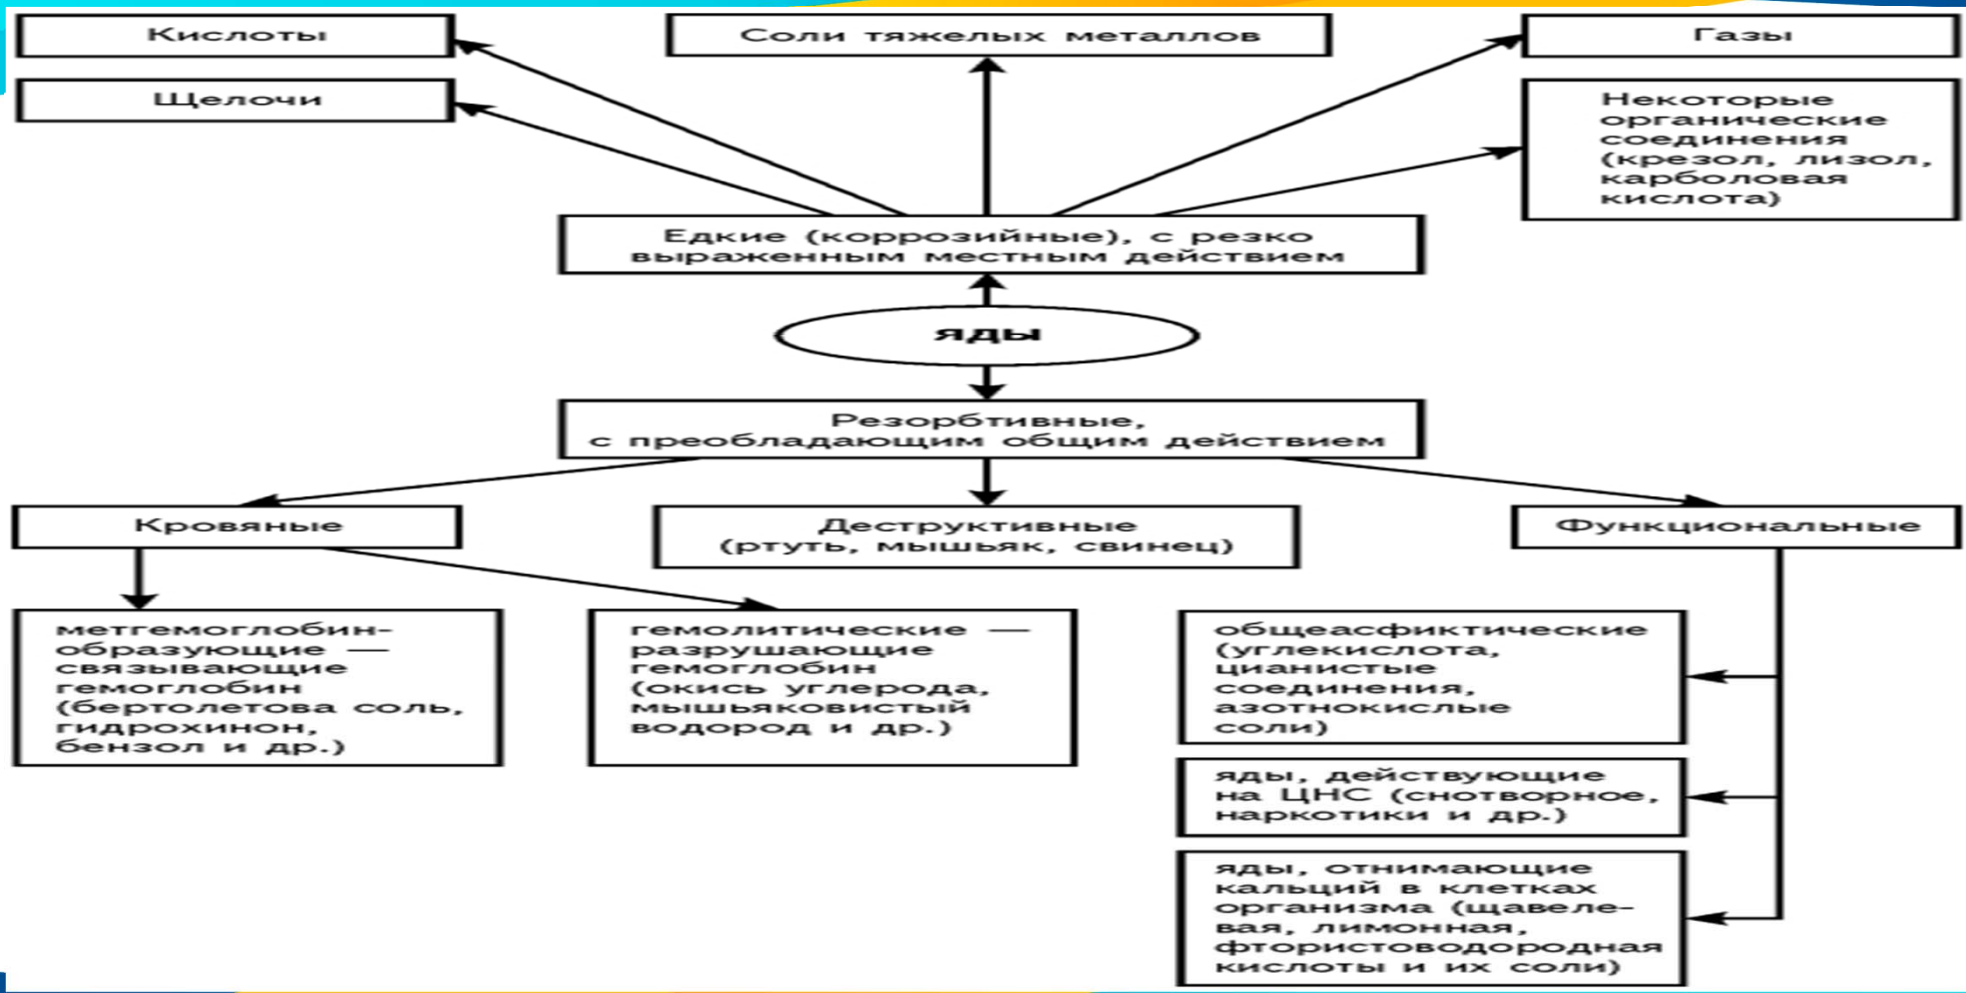 Кислоты
Соли тяжелых металлов
Газы
Щелочи
Некоторые
органические
соединения
(крезол, лизол,
карболовая
кислота)
Едкие (коррозийные), с резко
выраженным местным действием
яды
Резорбтивные,
с преобладающим общим действием
Кровяные
Деструктивные
(ртуть, мышьяк, свинец)
Функциональные
метгемоглобин-
образующие —
связывающие
гемоглобин
(бертолетова соль,
гидрохинон,
бензол и др.)
гемолитические —
разрушающие
гемоглобин
(окись углерода,
мышьяковистый
водород и др.)
общеасфиктические
(углекислота,
цианистые
соединения,
азотнокислые
соли)
яды, действующие
на ЦНС (снотворное,
наркотики и др.)
яды, отнимающие
кальций в клетках
организма (щавеле-
вая, лимонная,
фтористоводородная
кислоты и их соли)